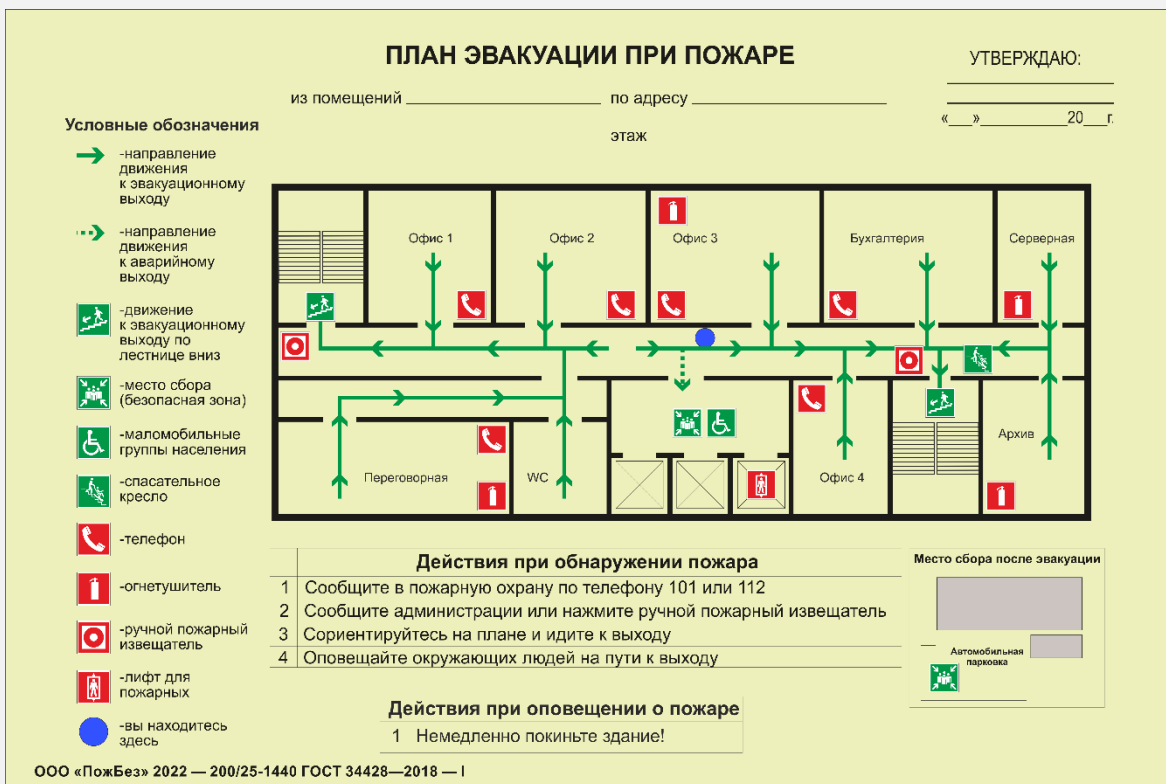 ПЛАН ЭВАКУАЦИИ ПРИ ПОЖАРЕ
УТВЕРЖДАЮ:
из помещений ______________ по адресу ______________
«___»__________20___г.
этаж
Условные обозначения
-направление
движения
к эвакуационному
выходу
-направление
движения
к аварийному
выходу
-движение
к эвакуационному
выходу по
лестнице вниз
-место сбора
(безопасная зона)
-маломобильные
группы населения
-спасательное
кресло
-телефон
-огнетушитель
-ручной пожарный
извещатель
-лифт для
пожарных
-вы находитесь
здесь
Офис 1
Офис 2
Офис 3
Бухгалтерия
Серверная
Переговорная
WC
Офис 4
Архив
Действия при обнаружении пожара
1 Сообщите в пожарную охрану по телефону 101 или 112
2 Сообщите администрации или нажмите ручной пожарный извещатель
3 Сориентируйтесь на плане и идите к выходу
4 Оповещайте окружающих людей на пути к выходу
Место сбора после эвакуации
Автомобильная
парковка
Действия при оповещении о пожаре
1 Немедленно покиньте здание!
ООО «ПожБез» 2022 — 200/25-1440 ГОСТ 34428—2018 — I